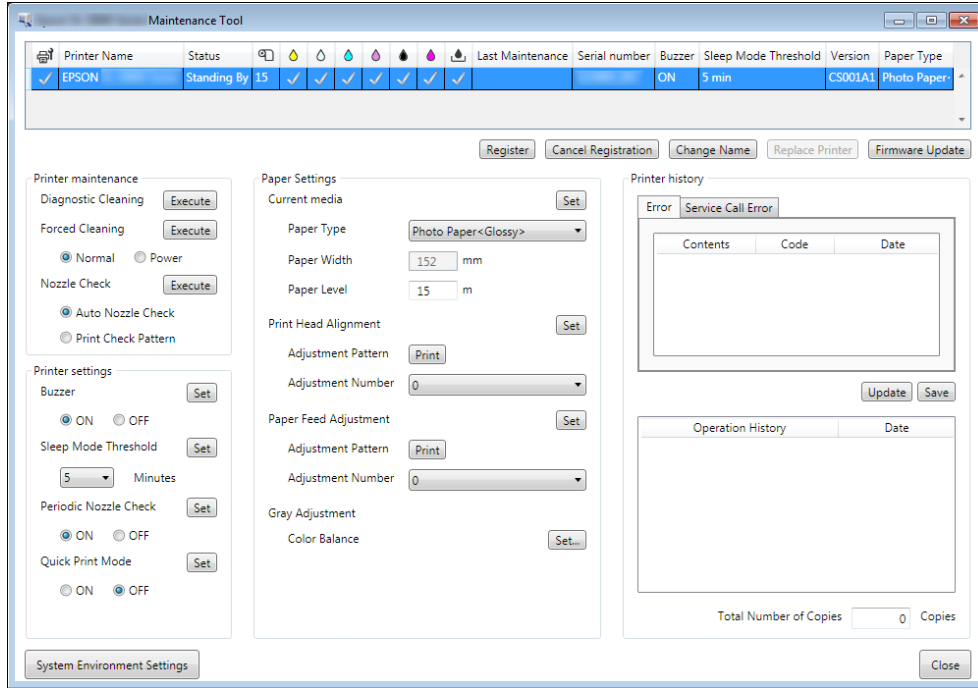 Maintenance Tool
Printer Name Status Last Maintenance Serial number Buzzer Sleep Mode Threshold Version Paper Type
EPSON Standing By 15 ON 5 min CS001A1 Photo Paper
Register Cancel Registration Change Name Replace Printer Firmware Update
Printer maintenance
Diagnostic Cleaning Execute
Forced Cleaning Execute
Normal Power
Nozzle Check Execute
Auto Nozzle Check
Print Check Pattern
Printer settings
Buzzer Set
ON OFF
Sleep Mode Threshold Set
5 Minutes
Periodic Nozzle Check Set
ON OFF
Quick Print Mode Set
ON OFF
Paper Settings
Current media Set
Paper Type Photo Paper<Glossy>
Paper Width 152 mm
Paper Level 15 m
Print Head Alignment Set
Adjustment Pattern Print
Adjustment Number 0
Paper Feed Adjustment Set
Adjustment Pattern Print
Adjustment Number 0
Gray Adjustment
Color Balance Set...
Printer history
Error Service Call Error
Contents Code Date
Update Save
Operation History Date
Total Number of Copies 0 Copies
System Environment Settings Close